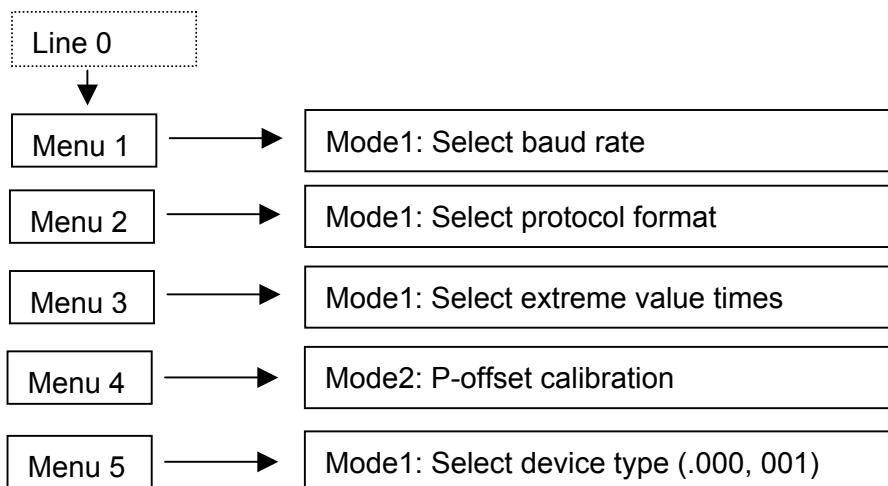 Line 0
Menu 1
Mode1: Select baud rate
Menu 2
Mode1: Select protocol format
Menu 3
Mode1: Select extreme value times
Menu 4
Mode2: P-offset calibration
Menu 5
Mode1: Select device type (.000, 001)